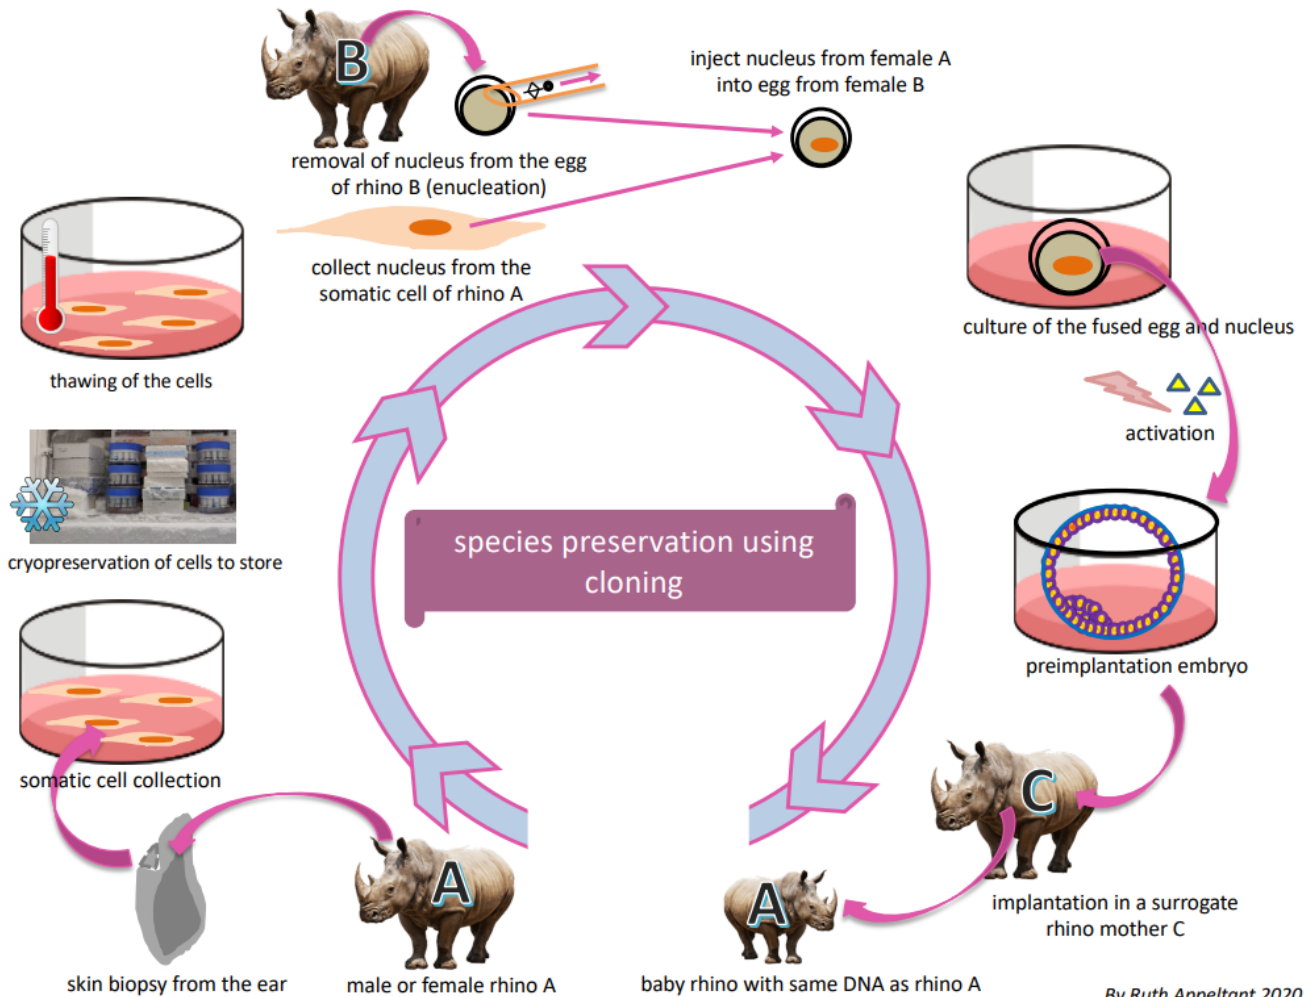 B
removal of nucleus from the egg
of rhino B (enucleation)
inject nucleus from female A
into egg from female B
collect nucleus from the
somatic cell of rhino A
culture of the fused egg and nucleus
activation
preimplantation embryo
C
implantation in a surrogate
rhino mother C
A
baby rhino with same DNA as rhino A
species preservation using
cloning
thawing of the cells
cryopreservation of cells to store
somatic cell collection
skin biopsy from the ear
A
male or female rhino A
By Ruth Appeltant 2020